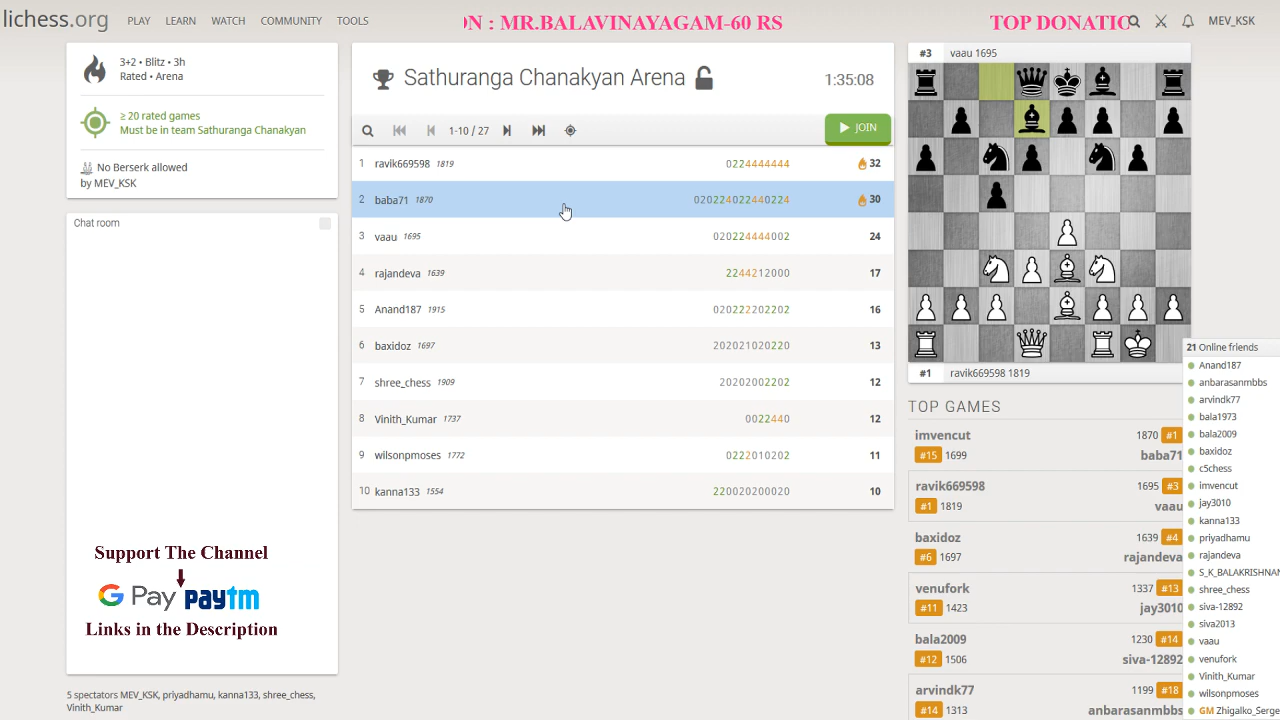 lichess.org PLAY LEARN WATCH COMMUNITY TOOLS
ON : MR.BALAVINAYAGAM-60 RS TOP DONATIO
MEV_KSK
3+2 • Blitz • 3h
Rated • Arena
≥ 20 rated games
Must be in team Sathuranga Chanakyan
No Berserk allowed
by MEV_KSK
Chat room
Support The Channel
G Pay paytm
Links in the Description
5 spectators MEV_KSK, priyadhamu, kanna133, shree_chess,
Vinith_Kumar
Sathuranga Chanakyan Arena 1:35:08
1-10 / 27 JOIN
1 ravik669598 1819 0224444444 32
2 baba71 1870 020224022440224 30
3 vaau 1695 020224444002 24
4 rajandeva 1639 2244212000 17
5 Anand187 1915 020222202202 16
6 baxidoz 1697 202021020220 13
7 shree_chess 1909 20202002202 12
8 Vinith_Kumar 1737 0022440 12
9 wilsonpmoses 1772 0222010202 11
10 kanna133 1554 220020200020 10
#3 vaau 1695
#1 ravik669598 1819
TOP GAMES
imvencut 1870 #1
#15 1699 baba71
ravik669598 1695 #3
#1 1819 vaau
baxidoz 1639 #4
#6 1697 rajandeva
venufork 1337 #13
#11 1423 jay3010
bala2009 1230 #14
#12 1506 siva-12892
arvindk77 1199 #18
#14 1313 anbarasanmbbs
21 Online friends
Anand187
anbarasanmbbs
arvindk77
bala1973
bala2009
baxidoz
c5chess
imvencut
jay3010
kanna133
priyadhamu
rajandeva
S_K_BALAKRISHNAN
shree_chess
siva-12892
siva2013
vaau
venufork
Vinith_Kumar
wilsonpmoses
GM Zhigalko_Serge